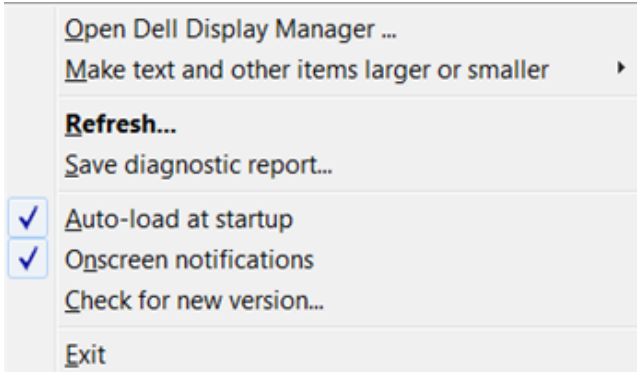 Open Dell Display Manager ...
Make text and other items larger or smaller
Refresh...
Save diagnostic report...
Auto-load at startup
Onscreen notifications
Check for new version...
Exit